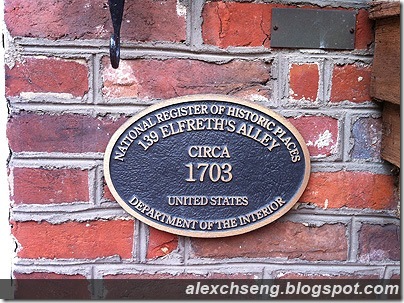 NATIONAL REGISTER OF HISTORIC PLACES
139 ELFRETH'S ALLEY
CIRCA
1703
UNITED STATES
DEPARTMENT OF THE INTERIOR
alexchseng.blogspot.com